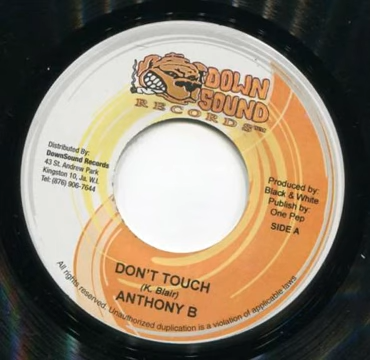 DOWN
SOUND
RECORDS
Distributed By:
DownSound Records
43 St. Andrew Park
Kingston 10, Ja. W.I.
Tel: (876) 906-7644
Produced by:
Black & White
Publish by:
One Pep
SIDE A
DON'T TOUCH
(K. Blair)
ANTHONY B
All rights reserved. Unauthorized duplication is a violation of applicable laws